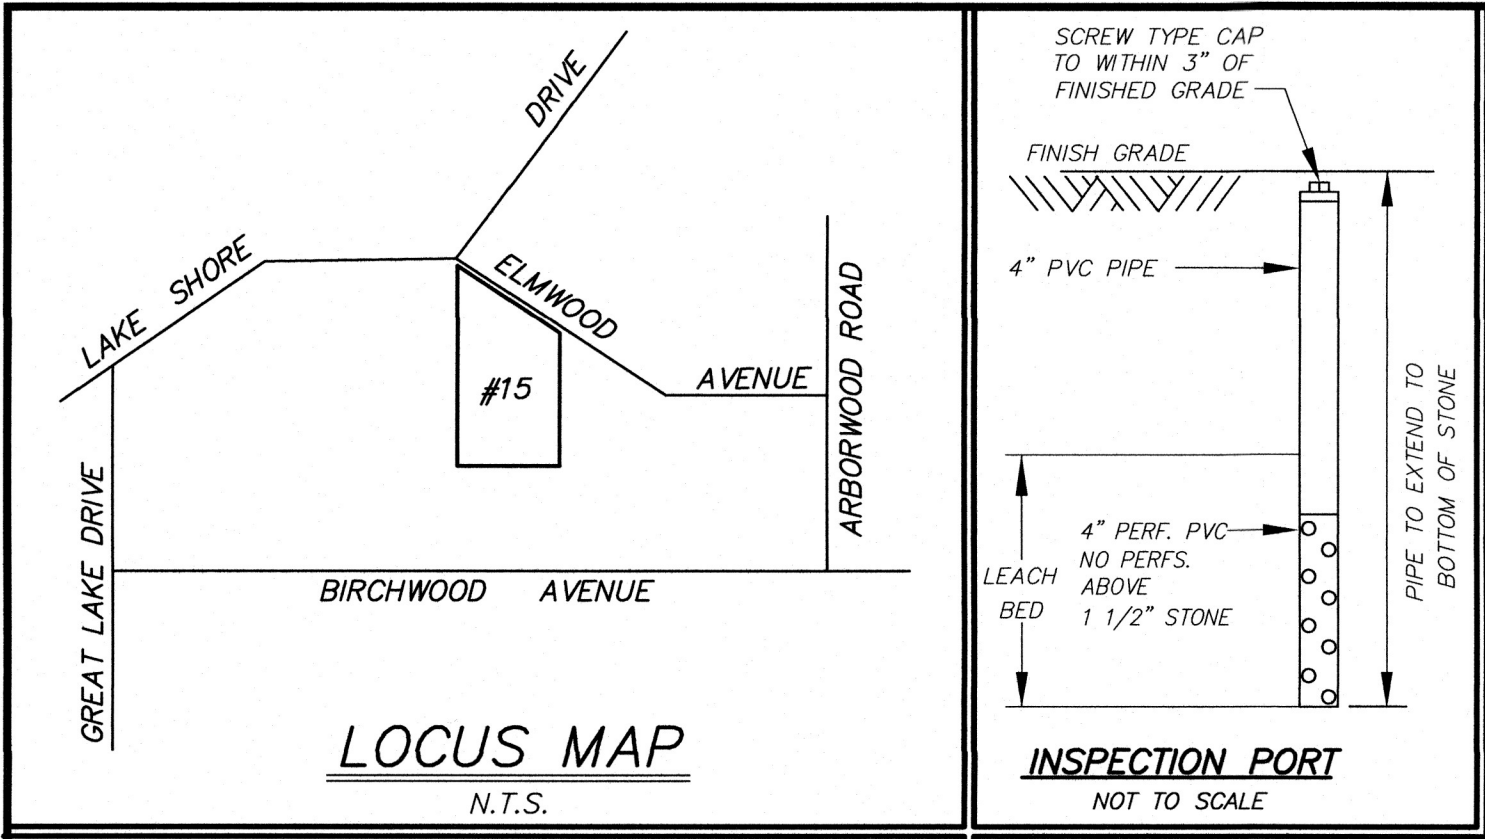 DRIVE
LAKE SHORE
ELMWOOD
AVENUE
#15
ARBORWOOD ROAD
GREAT LAKE DRIVE
BIRCHWOOD AVENUE
LOCUS MAP
N.T.S.
SCREW TYPE CAP
TO WITHIN 3" OF
FINISHED GRADE
FINISH GRADE
4" PVC PIPE
PIPE TO EXTEND TO
BOTTOM OF STONE
4" PERF. PVC
NO PERFS.
ABOVE
1 1/2" STONE
LEACH
BED
INSPECTION PORT
NOT TO SCALE